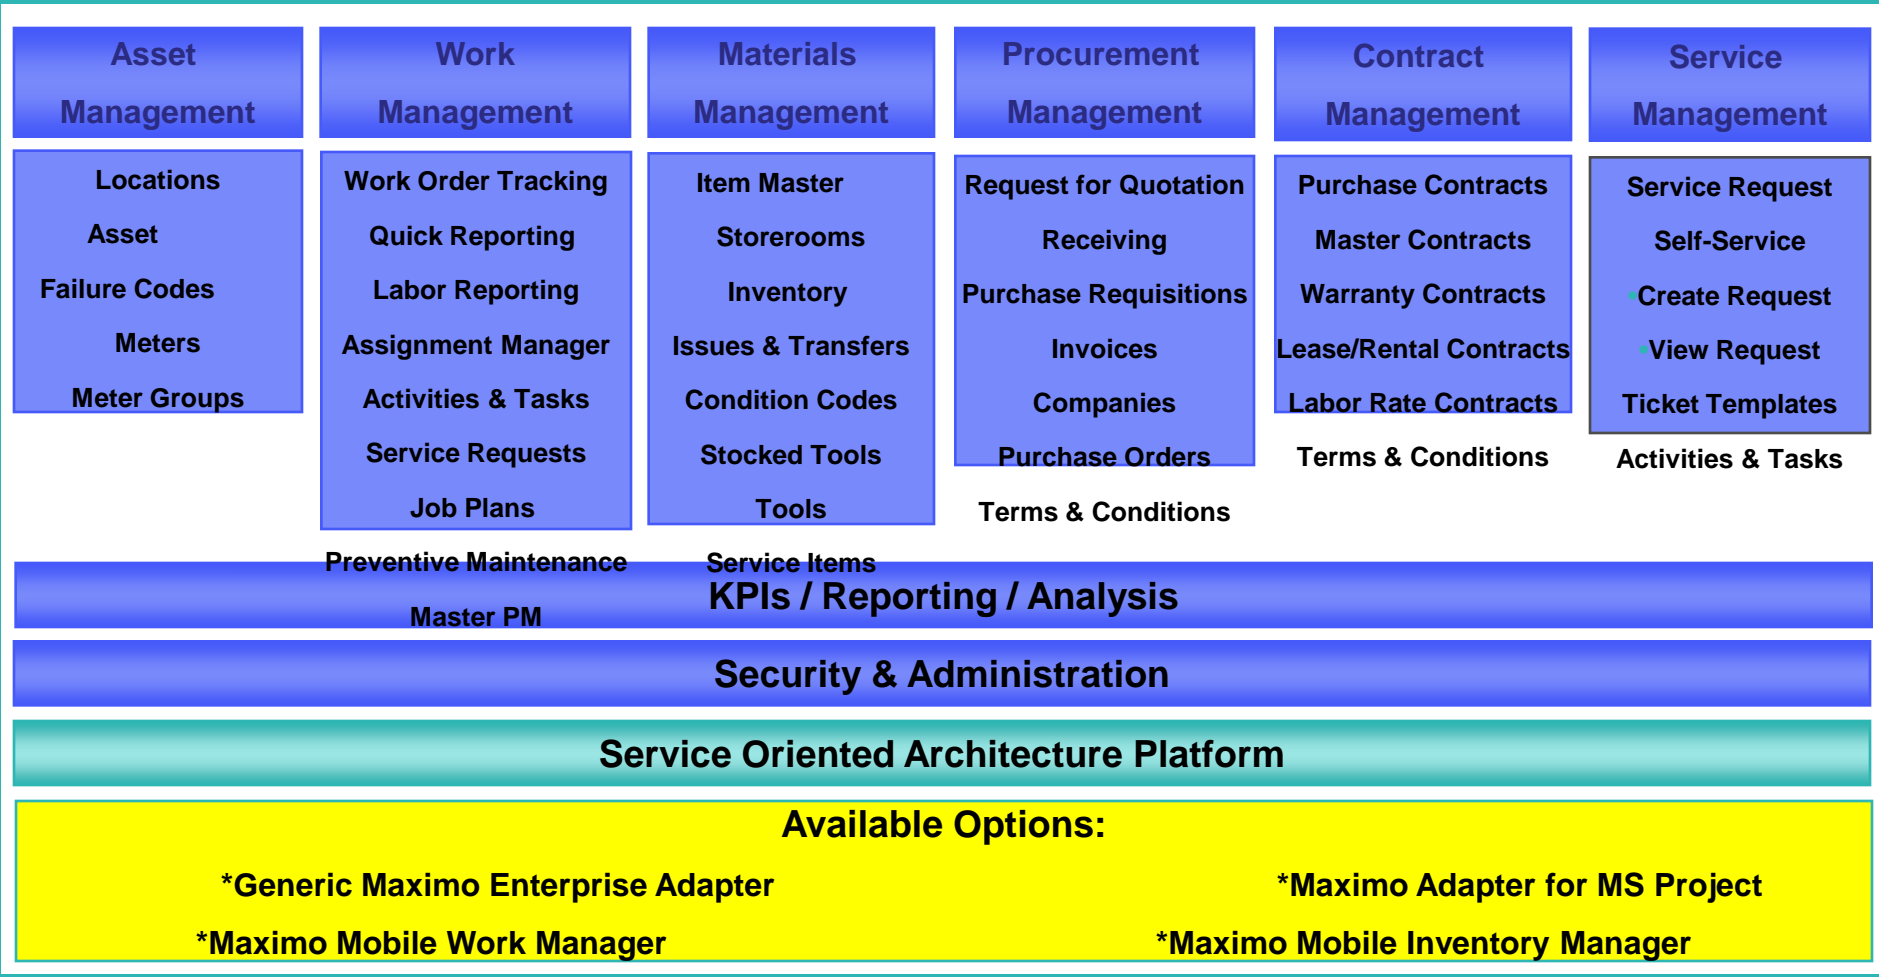 Asset
Management
Work
Management
Materials
Management
Procurement
Management
Contract
Management
Service
Management
Locations
Asset
Failure Codes
Meters
Meter Groups
Work Order Tracking
Quick Reporting
Labor Reporting
Assignment Manager
Activities & Tasks
Service Requests
Job Plans
Preventive Maintenance
Master PM
Item Master
Storerooms
Inventory
Issues & Transfers
Condition Codes
Stocked Tools
Tools
Service Items
Request for Quotation
Receiving
Purchase Requisitions
Invoices
Companies
Purchase Orders
Terms & Conditions
Purchase Contracts
Master Contracts
Warranty Contracts
Lease/Rental Contracts
Labor Rate Contracts
Terms & Conditions
Service Request
Self-Service
•Create Request
•View Request
Ticket Templates
Activities & Tasks
KPIs / Reporting / Analysis
Security & Administration
Service Oriented Architecture Platform
Available Options:
*Generic Maximo Enterprise Adapter
*Maximo Adapter for MS Project
*Maximo Mobile Work Manager
*Maximo Mobile Inventory Manager